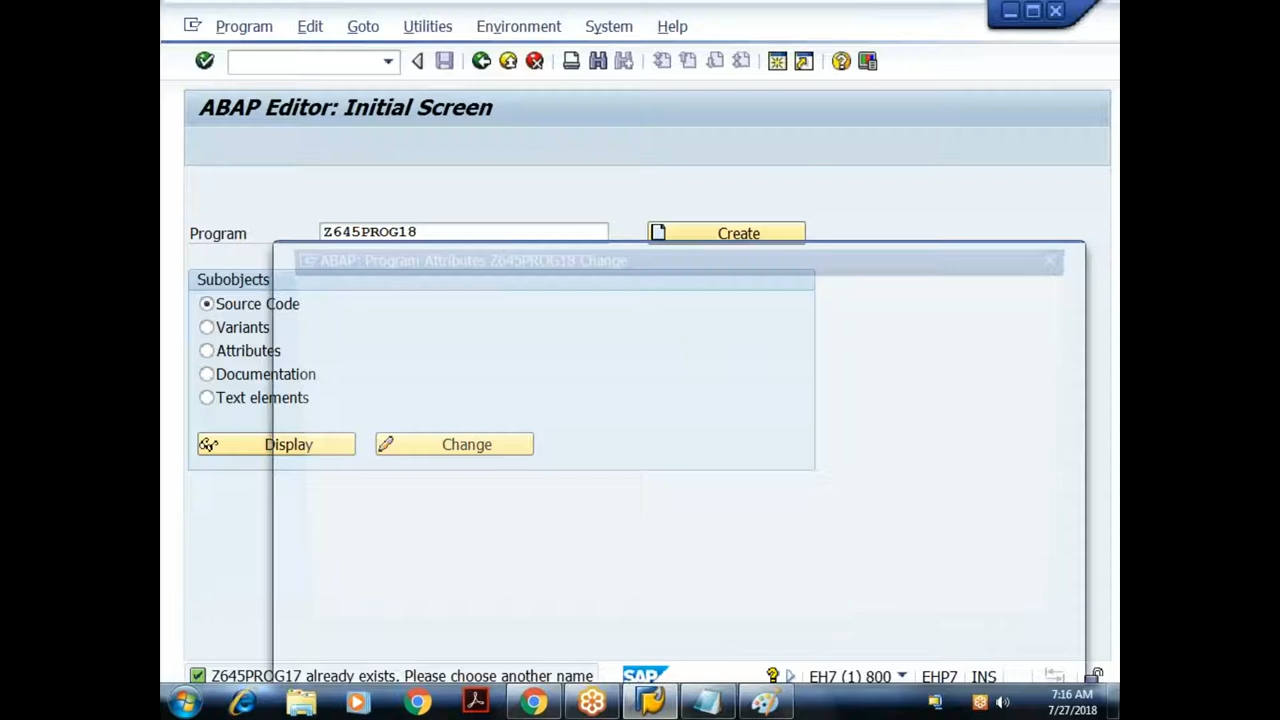 Program Edit Goto Utilities Environment System Help
ABAP Editor: Initial Screen
Program Z645PROG18 Create
ABAP: Program Attributes Z645PROG18 Change
Subobjects
Source Code
Variants
Attributes
Documentation
Text elements
Display Change
Z645PROG17 already exists. Please choose another name SAP EH7 (1) 800 EHP7 INS
7:16 AM
7/27/2018